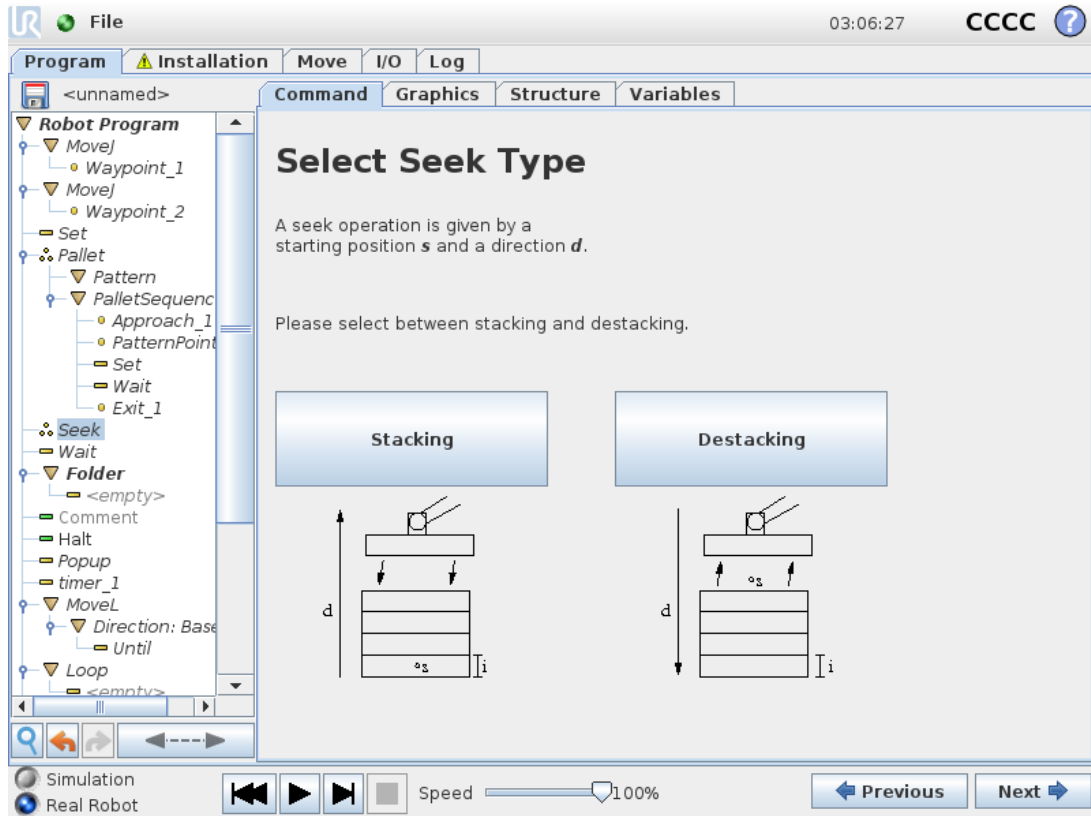 UR File 03:06:27 CCCC ?
Program Installation Move I/O Log
<unnamed> Command Graphics Structure Variables
Robot Program
MoveJ
Waypoint_1
MoveJ
Waypoint_2
Set
Pallet
Pattern
PalletSequenc
Approach_1
PatternPoint
Set
Wait
Exit_1
Seek
Wait
Folder
<empty>
Comment
Halt
Popup
timer_1
MoveL
Direction: Base
Until
Loop
<empty>
Select Seek Type
A seek operation is given by a
starting position s and a direction d.
Please select between stacking and destacking.
Stacking Destacking
d s i
d s i
Simulation
Real Robot
Speed 100% Previous Next